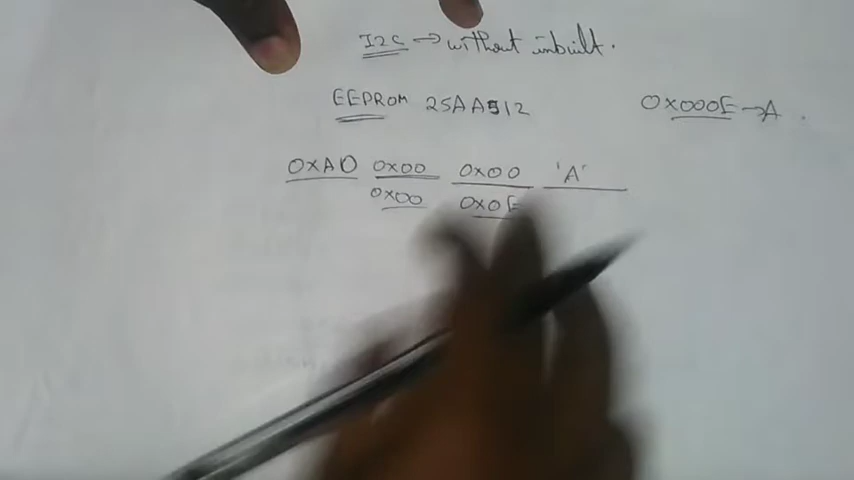 I2C → without inbuilt.
EEPROM 25AA512 0X000E → A .
0XA0 0x00 0x00 'A'
0x00 0x0E